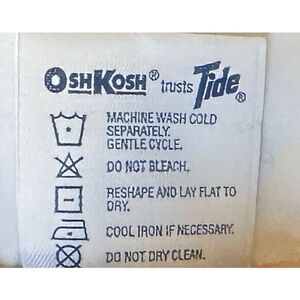 OSHKOSH® trusts Tide®
MACHINE WASH COLD
SEPARATELY.
GENTLE CYCLE.
DO NOT BLEACH.
RESHAPE AND LAY FLAT TO
DRY.
COOL IRON IF NECESSARY.
DO NOT DRY CLEAN.